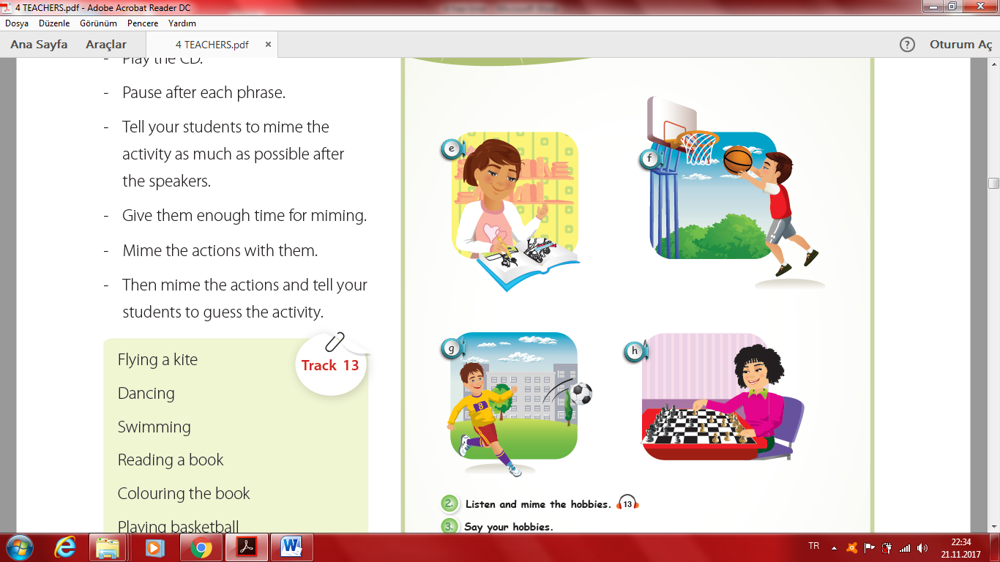 4 TEACHERS.pdf - Adobe Acrobat Reader DC
Dosya Düzenle Görünüm Pencere Yardım
Ana Sayfa Araçlar 4 TEACHERS.pdf × ? Oturum Aç
- Play the CD.
- Pause after each phrase.
- Tell your students to mime the
activity as much as possible after
the speakers.
- Give them enough time for miming.
- Mime the actions with them.
- Then mime the actions and tell your
students to guess the activity.
Track 13
Flying a kite
Dancing
Swimming
Reading a book
Colouring the book
Playing basketball
e
f
g
8
h
2. Listen and mime the hobbies. 13
3. Say your hobbies.
TR
22:34
21.11.2017